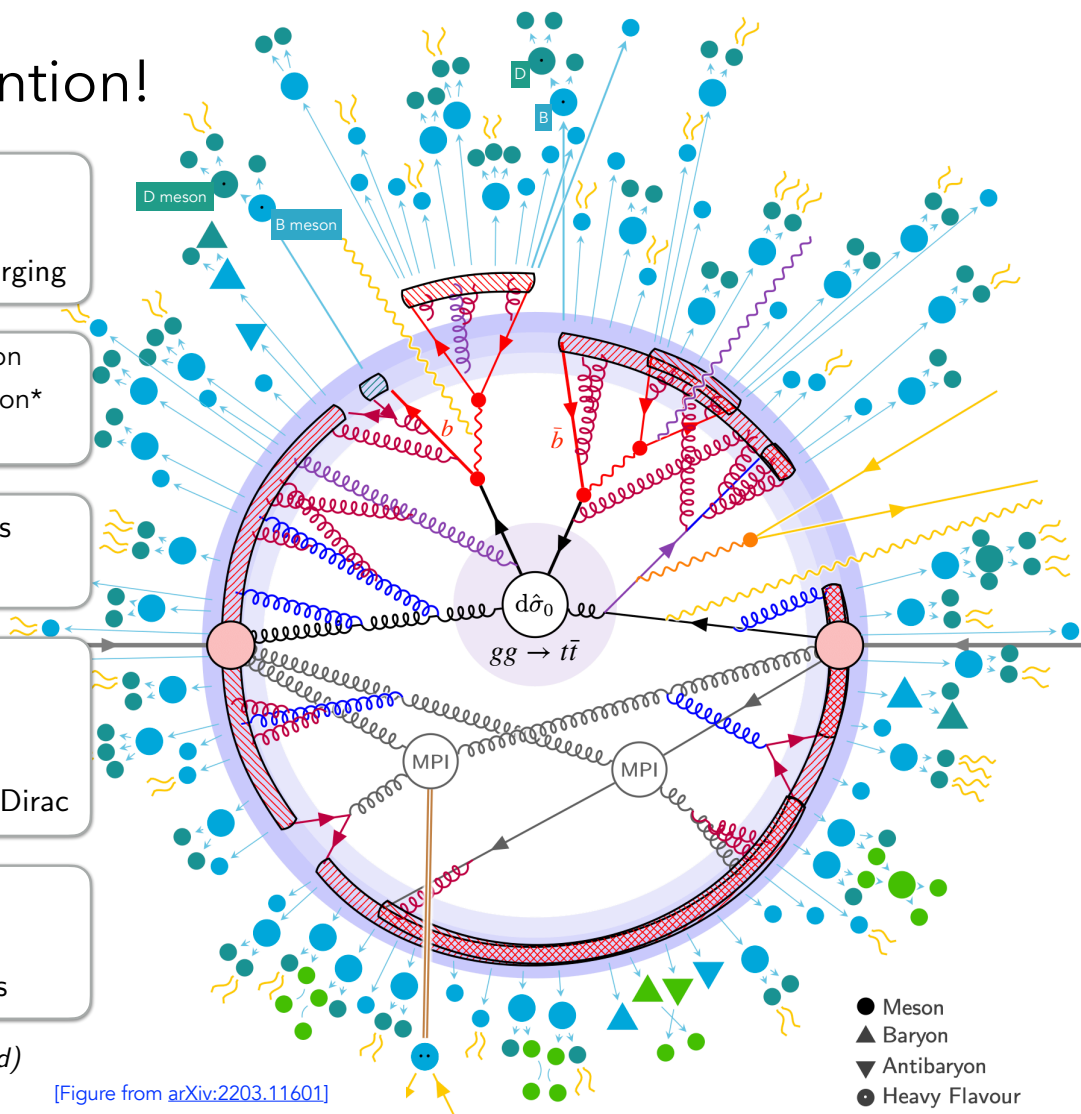 ntion!
rging
on
on*
s
Dirac
s
d)
D
B
D meson
B meson
b
b̄
dσ̂₀
gg → tt̄
MPI
MPI
Meson
Baryon
Antibaryon
Heavy Flavour
[Figure from arXiv:2203.11601]